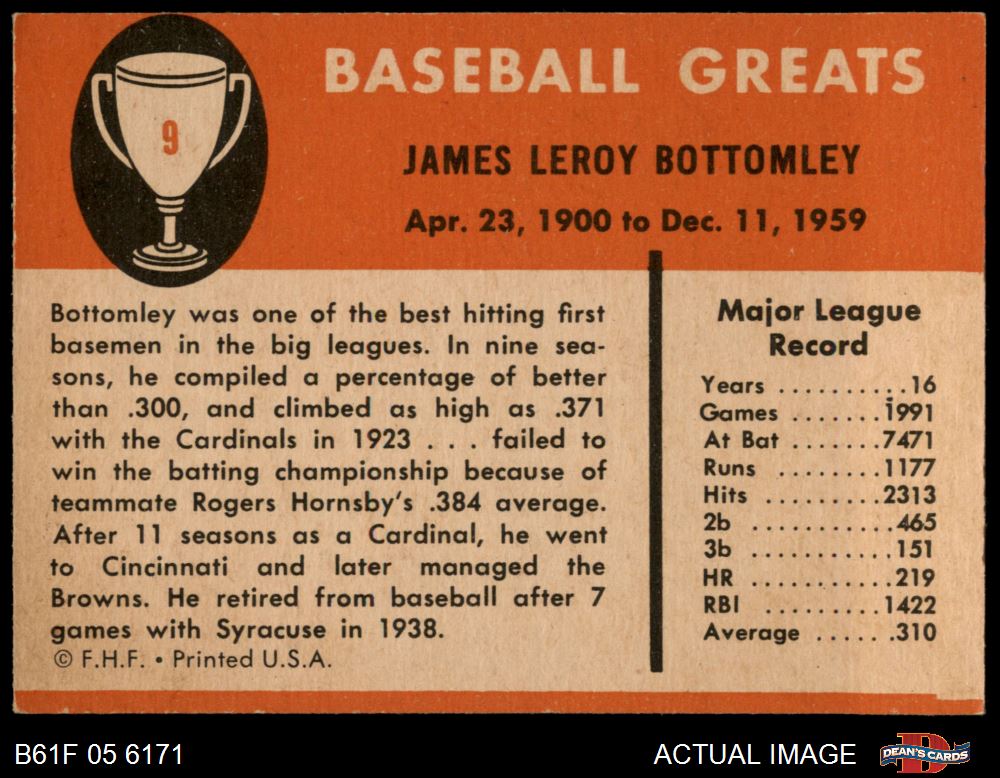 9
BASEBALL GREATS
JAMES LEROY BOTTOMLEY
Apr. 23, 1900 to Dec. 11, 1959
Bottomley was one of the best hitting first
basemen in the big leagues. In nine sea-
sons, he compiled a percentage of better
than .300, and climbed as high as .371
with the Cardinals in 1923 . . . failed to
win the batting championship because of
teammate Rogers Hornsby's .384 average.
After 11 seasons as a Cardinal, he went
to Cincinnati and later managed the
Browns. He retired from baseball after 7
games with Syracuse in 1938.
© F.H.F. • Printed U.S.A.
Major League
Record
Years . . . . . . . . . . 16
Games . . . . . . . 1991
At Bat . . . . . . . 7471
Runs . . . . . . . . 1177
Hits . . . . . . . . . 2313
2b . . . . . . . . . . . 465
3b . . . . . . . . . . . 151
HR . . . . . . . . . . . 219
RBI . . . . . . . . . 1422
Average . . . . . . .310
B61F 05 6171
ACTUAL IMAGE
D
DEAN'S CARDS